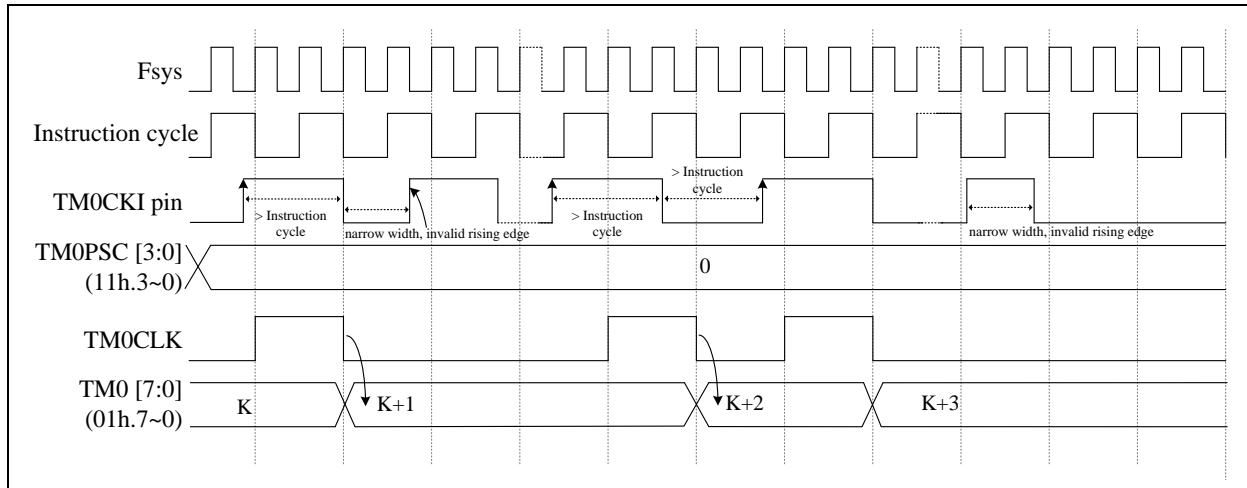 Fsys
Instruction cycle
TM0CKI pin
> Instruction
cycle
narrow width, invalid rising edge
> Instruction
cycle
> Instruction
cycle
narrow width, invalid rising edge
TM0PSC [3:0]
(11h.3~0)
0
TM0CLK
TM0 [7:0]
(01h.7~0)
K
K+1
K+2
K+3